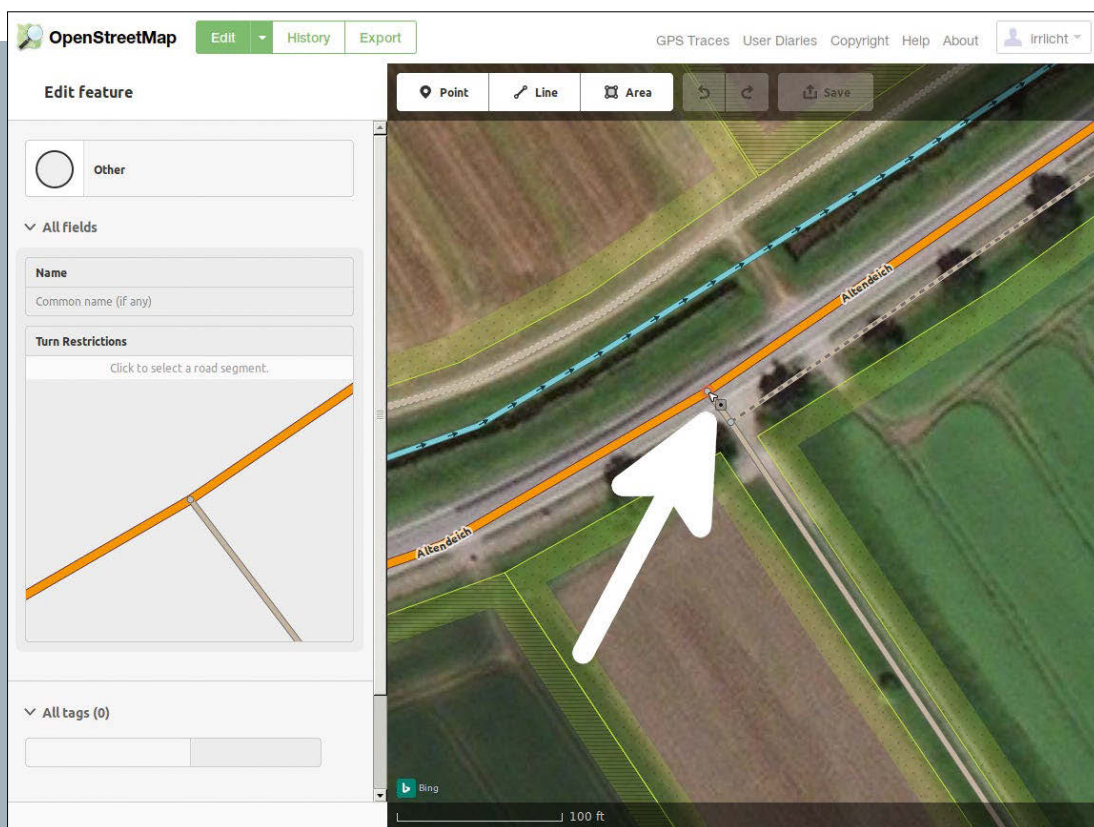 OpenStreetMap
Edit
History
Export
GPS Traces
User Diaries
Copyright
Help
About
irrlicht
Edit feature
Point
Line
Area
Save
Other
All fields
Name
Common name (if any)
Turn Restrictions
Click to select a road segment.
All tags (0)
Altendeich
Altendeich
Bing
100 ft